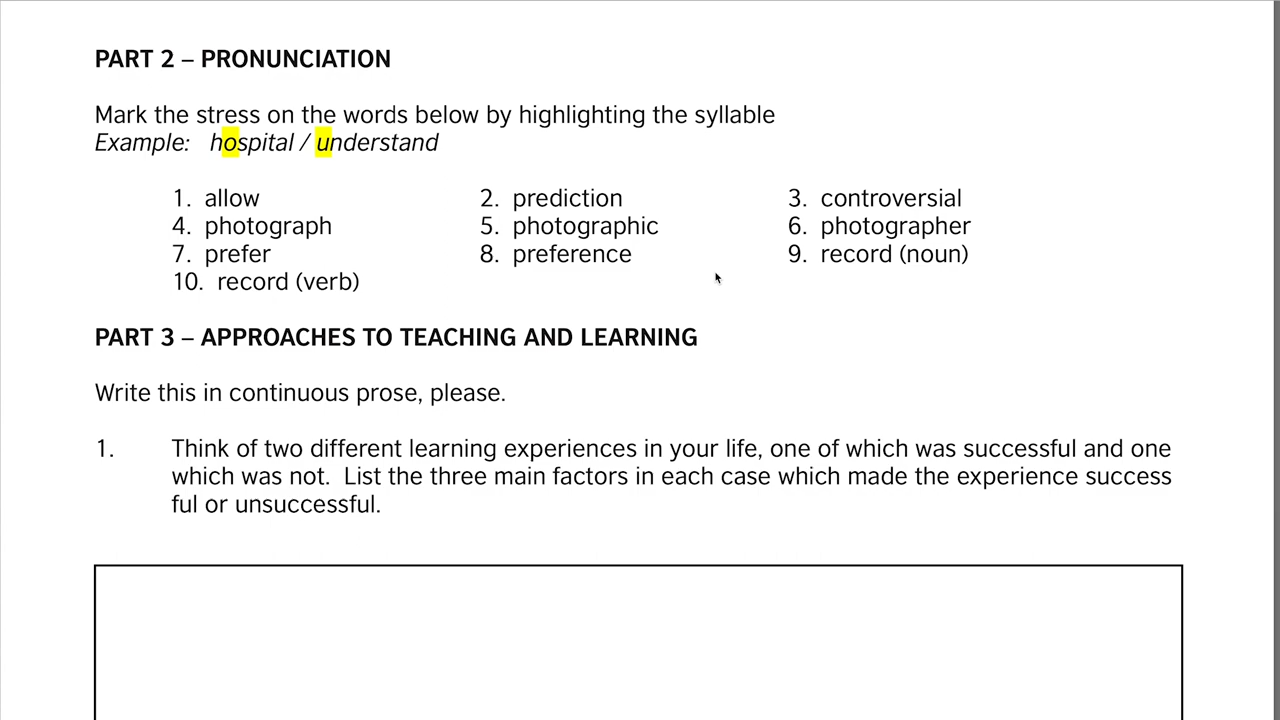 PART 2 – PRONUNCIATION
Mark the stress on the words below by highlighting the syllable
Example: hospital / understand
1. allow 2. prediction 3. controversial
4. photograph 5. photographic 6. photographer
7. prefer 8. preference 9. record (noun)
10. record (verb)
PART 3 – APPROACHES TO TEACHING AND LEARNING
Write this in continuous prose, please.
1. Think of two different learning experiences in your life, one of which was successful and one
which was not. List the three main factors in each case which made the experience success
ful or unsuccessful.